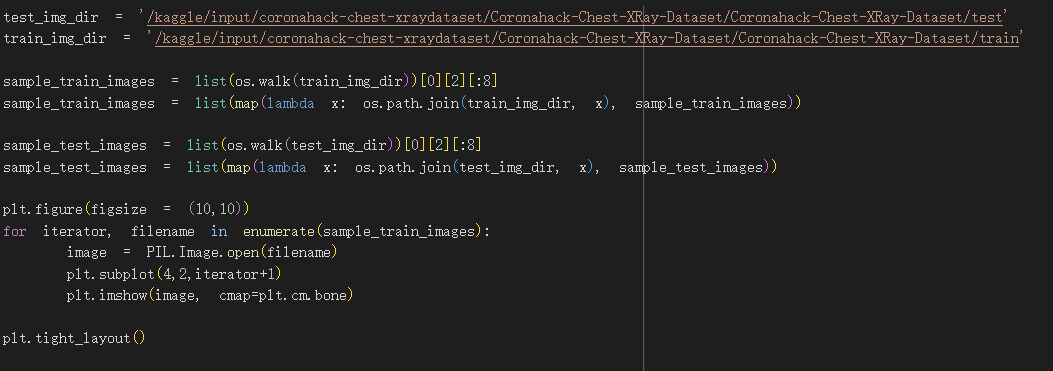 test_img_dir = '/kaggle/input/coronahack-chest-xraydataset/Coronahack-Chest-XRay-Dataset/Coronahack-Chest-XRay-Dataset/test'
train_img_dir = '/kaggle/input/coronahack-chest-xraydataset/Coronahack-Chest-XRay-Dataset/Coronahack-Chest-XRay-Dataset/train'
sample_train_images = list(os.walk(train_img_dir))[0][2][:8]
sample_train_images = list(map(lambda x: os.path.join(train_img_dir, x), sample_train_images))
sample_test_images = list(os.walk(test_img_dir))[0][2][:8]
sample_test_images = list(map(lambda x: os.path.join(test_img_dir, x), sample_test_images))
plt.figure(figsize = (10,10))
for iterator, filename in enumerate(sample_train_images):
    image = PIL.Image.open(filename)
    plt.subplot(4,2,iterator+1)
    plt.imshow(image, cmap=plt.cm.bone)
plt.tight_layout()